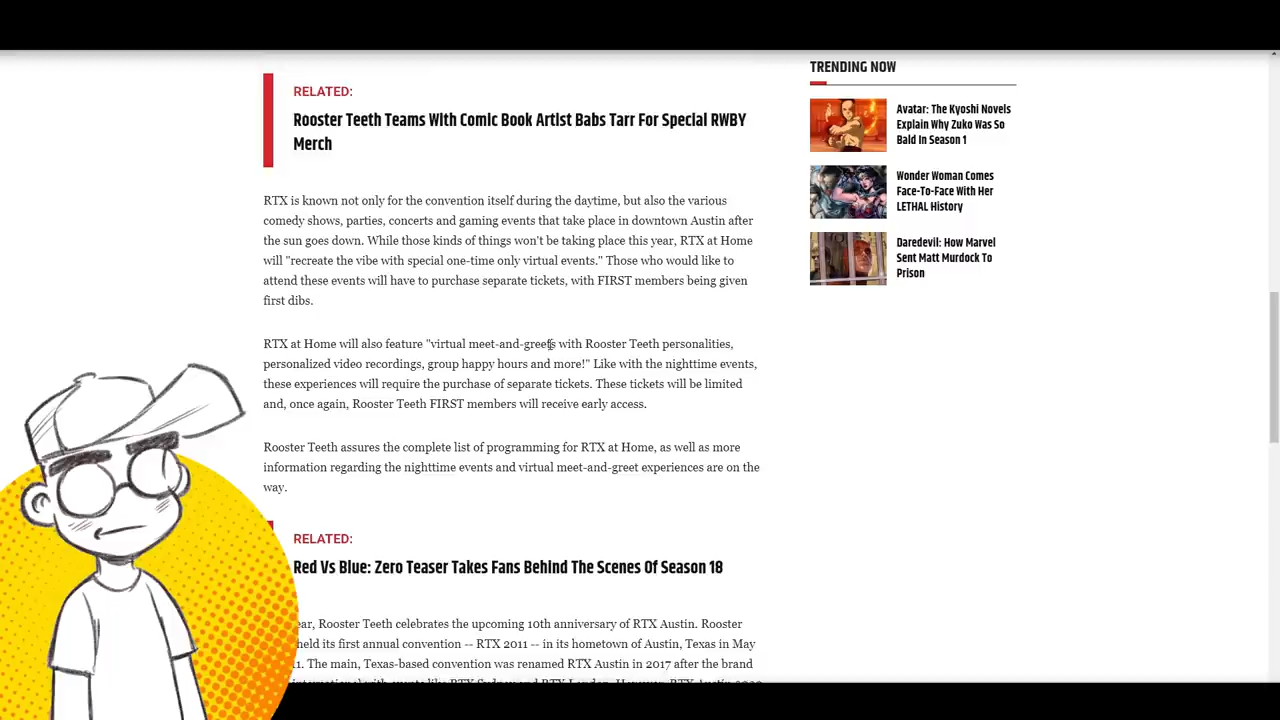 RELATED:
Rooster Teeth Teams With Comic Book Artist Babs Tarr For Special RWBY
Merch
RTX is known not only for the convention itself during the daytime, but also the various
comedy shows, parties, concerts and gaming events that take place in downtown Austin after
the sun goes down. While those kinds of things won't be taking place this year, RTX at Home
will "recreate the vibe with special one-time only virtual events." Those who would like to
attend these events will have to purchase separate tickets, with FIRST members being given
first dibs.
RTX at Home will also feature "virtual meet-and-greets with Rooster Teeth personalities,
personalized video recordings, group happy hours and more!" Like with the nighttime events,
these experiences will require the purchase of separate tickets. These tickets will be limited
and, once again, Rooster Teeth FIRST members will receive early access.
Rooster Teeth assures the complete list of programming for RTX at Home, as well as more
information regarding the nighttime events and virtual meet-and-greet experiences are on the
way.
RELATED:
Red Vs Blue: Zero Teaser Takes Fans Behind The Scenes Of Season 18
ear, Rooster Teeth celebrates the upcoming 10th anniversary of RTX Austin. Rooster
held its first annual convention -- RTX 2011 -- in its hometown of Austin, Texas in May
11. The main, Texas-based convention was renamed RTX Austin in 2017 after the brand
TRENDING NOW
Avatar: The Kyoshi Novels
Explain Why Zuko Was So
Bald In Season 1
Wonder Woman Comes
Face-To-Face With Her
LETHAL History
Daredevil: How Marvel
Sent Matt Murdock To
Prison